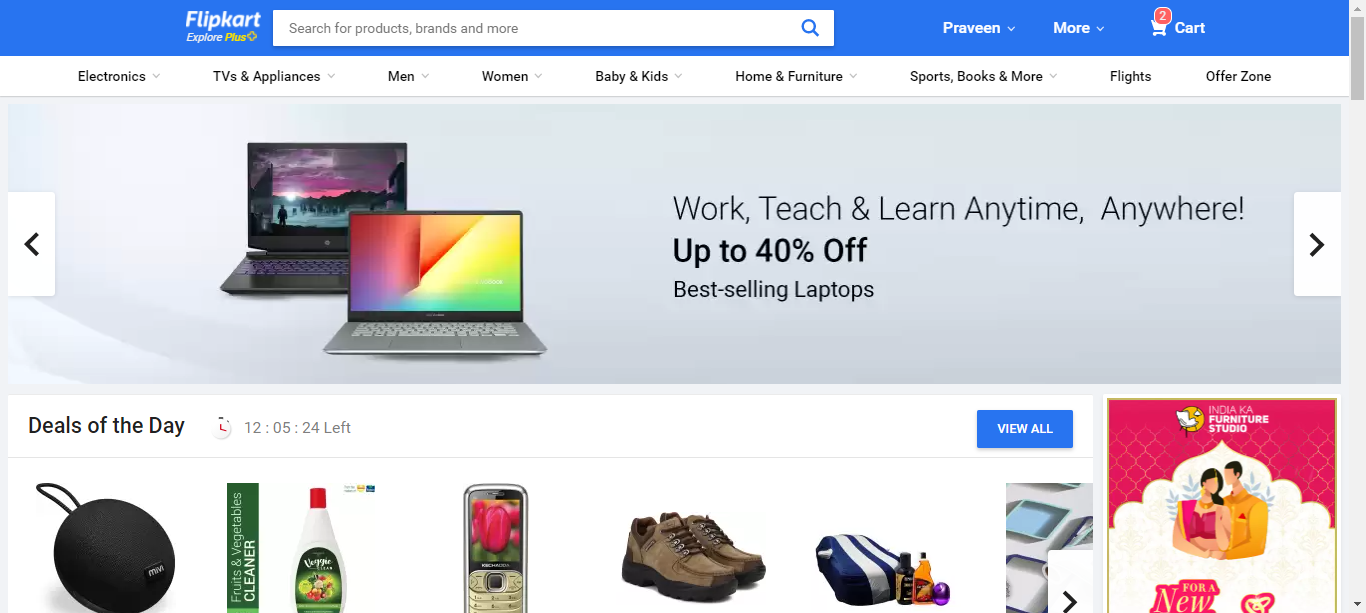 Flipkart
Explore Plus
Search for products, brands and more
Praveen
More
2
Cart
Electronics
TVs & Appliances
Men
Women
Baby & Kids
Home & Furniture
Sports, Books & More
Flights
Offer Zone
Work, Teach & Learn Anytime, Anywhere!
Up to 40% Off
Best-selling Laptops
Deals of the Day
12 : 05 : 24 Left
VIEW ALL
INDIA KA
FURNITURE
STUDIO
mivi
Fruits & Vegetables
CLEANER
Veggie
CLEAN
KECHAODA
FOR A
New